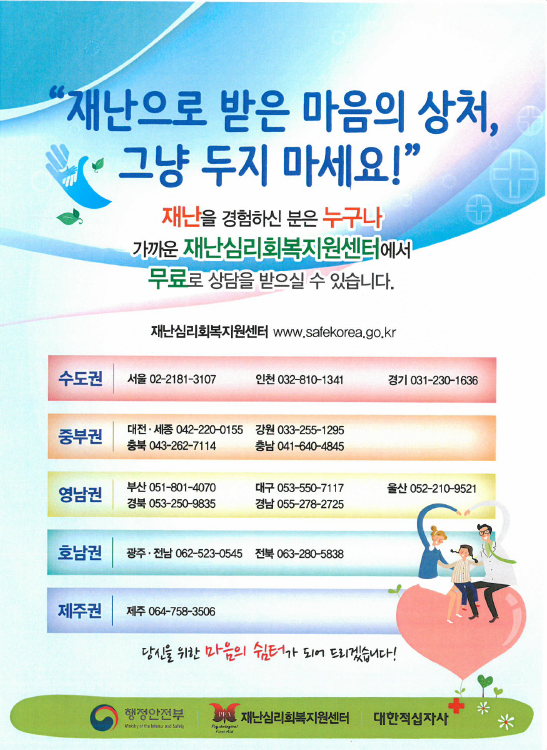 “재난으로 받은 마음의 상처,
그냥 두지 마세요!”
재난을 경험하신 분은 누구나
가까운 재난심리회복지원센터에서
무료로 상담을 받으실 수 있습니다.
재난심리회복지원센터 www.safekorea.go.kr
수도권 서울 02-2181-3107 인천 032-810-1341 경기 031-230-1636
중부권 대전·세종 042-220-0155 강원 033-255-1295
충북 043-262-7114 충남 041-640-4845
영남권 부산 051-801-4070 대구 053-550-7117 울산 052-210-9521
경북 053-250-9835 경남 055-278-2725
호남권 광주·전남 062-523-0545 전북 063-280-5838
제주권 제주 064-758-3506
당신을 위한 마음의 쉼터가 되어 드리겠습니다!
행정안전부 재난심리회복지원센터 대한적십자사
Ministry of the Interior and Safety
PFA
Psychological
First Aid